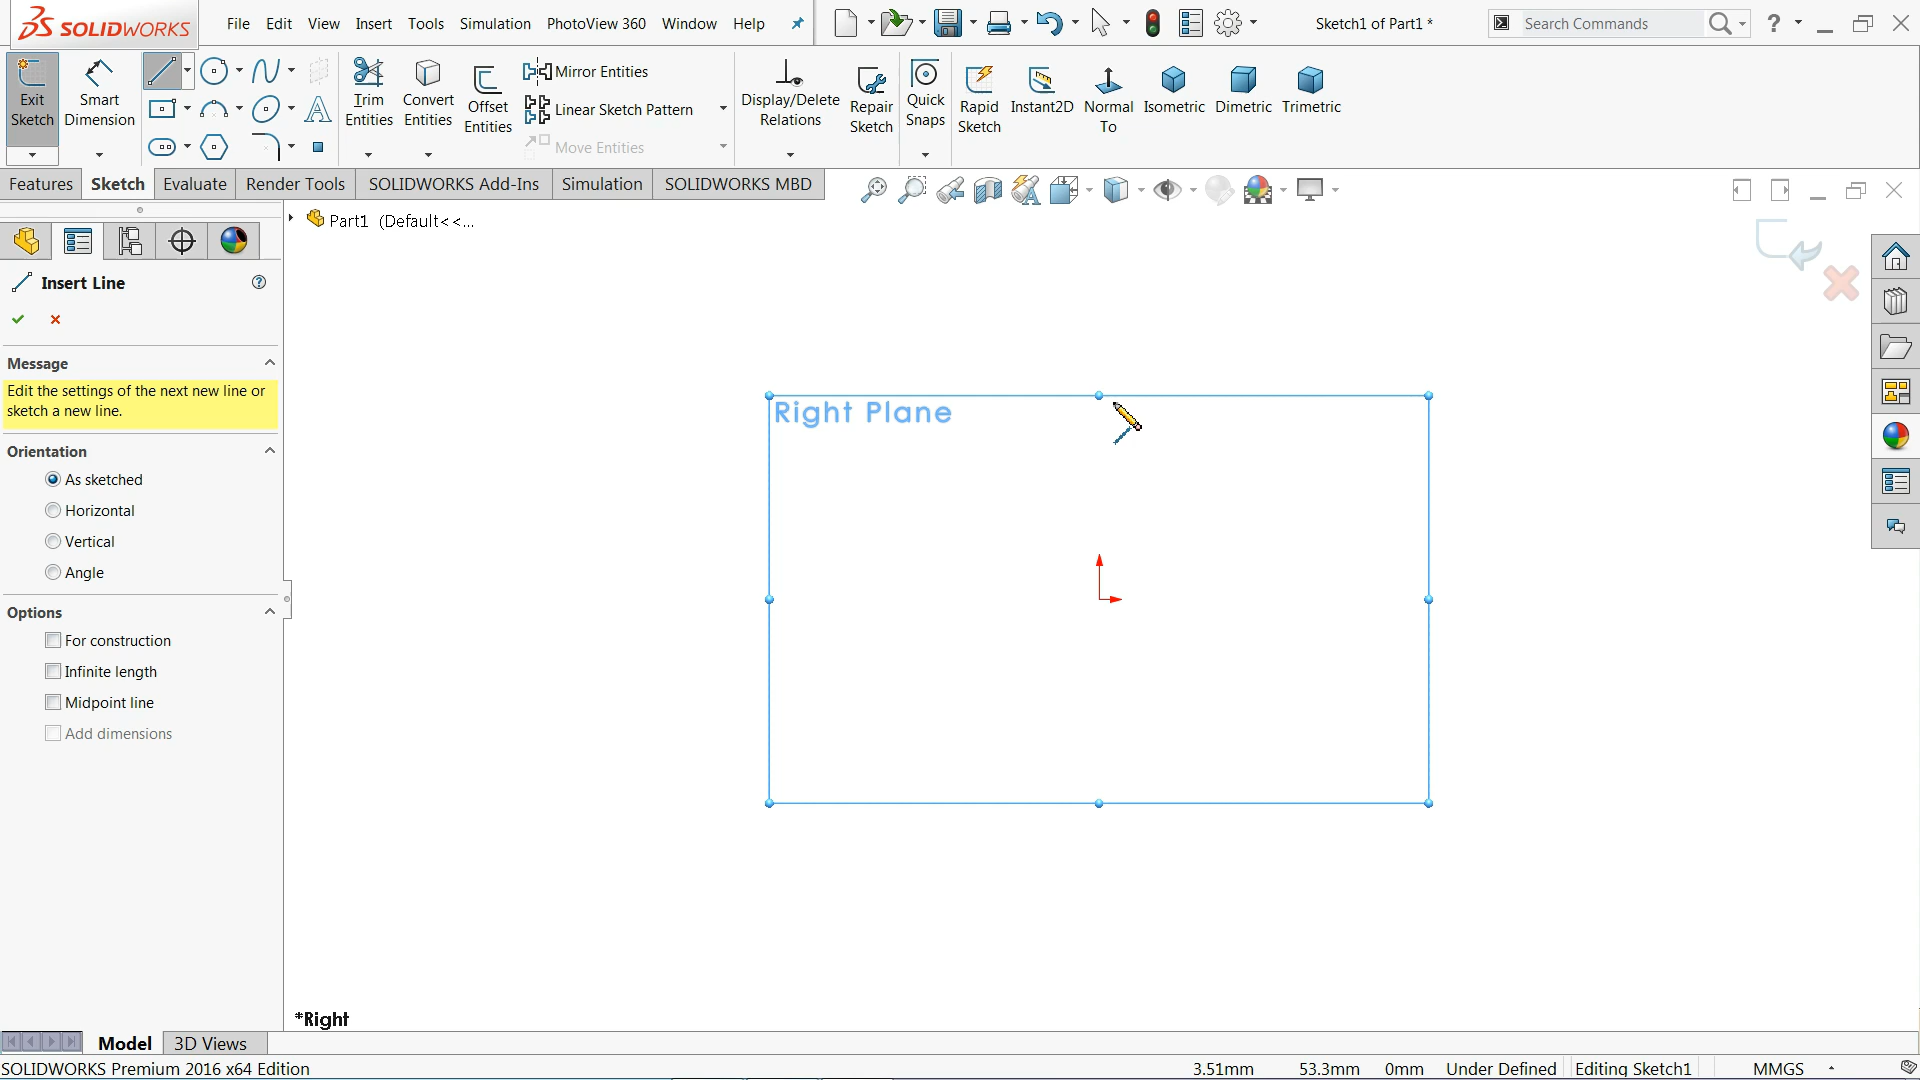 SOLIDWORKS File Edit View Insert Tools Simulation PhotoView 360 Window Help Sketch1 of Part1 * Search Commands ?
Exit Sketch
Smart Dimension
Trim Entities
Convert Entities
Offset Entities
Mirror Entities
Linear Sketch Pattern
Move Entities
Display/Delete Relations
Repair Sketch
Quick Snaps
Rapid Sketch
Instant2D
Normal To
Isometric
Dimetric
Trimetric
Features Sketch Evaluate Render Tools SOLIDWORKS Add-Ins Simulation SOLIDWORKS MBD
Part1 (Default<<...
Insert Line
Message
Edit the settings of the next new line or
sketch a new line.
Orientation
As sketched
Horizontal
Vertical
Angle
Options
For construction
Infinite length
Midpoint line
Add dimensions
Right Plane
*Right
Model 3D Views
SOLIDWORKS Premium 2016 x64 Edition 3.51mm 53.3mm 0mm Under Defined Editing Sketch1 MMGS